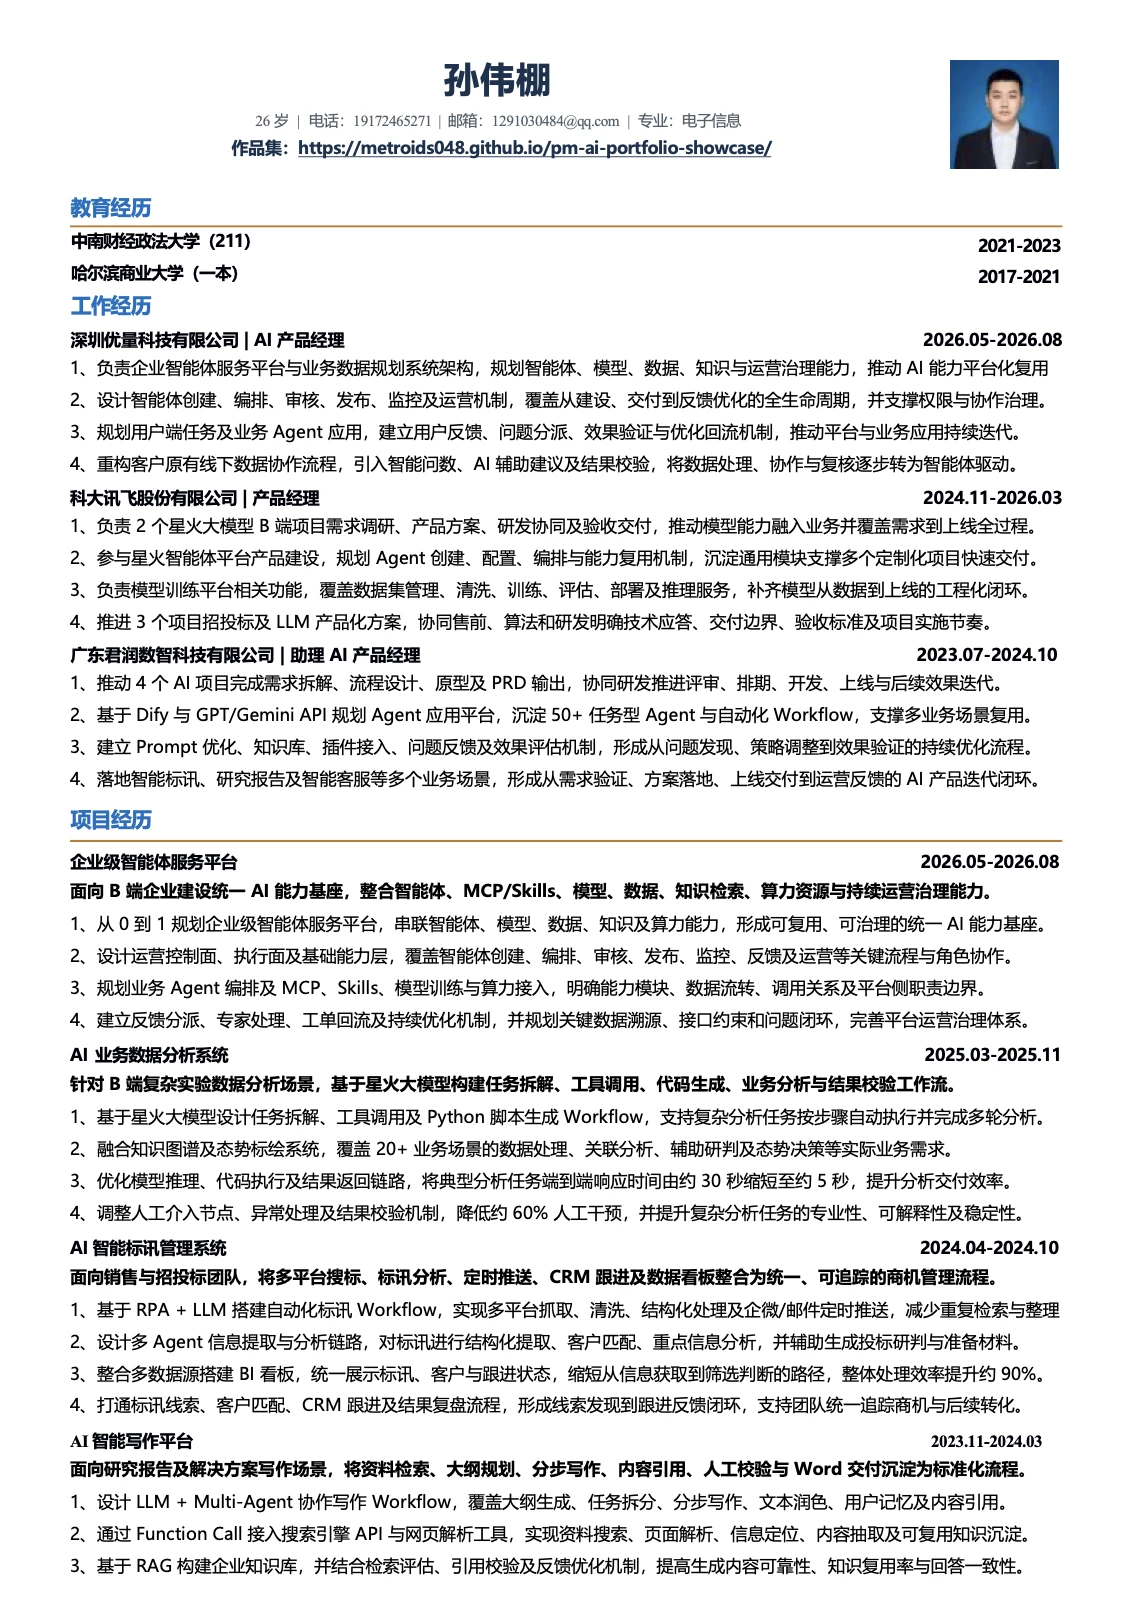 孙伟棚
26 岁 | 电话：19172465271 | 邮箱：1291030484@qq.com | 专业：电子信息
作品集：https://metroids048.github.io/pm-ai-portfolio-showcase/
教育经历
中南财经政法大学（211） 2021-2023
哈尔滨商业大学（一本） 2017-2021
工作经历
深圳优量科技有限公司 | AI 产品经理 2026.05-2026.08
1、负责企业智能体服务平台与业务数据规划系统架构，规划智能体、模型、数据、知识与运营治理能力，推动 AI 能力平台化复用
2、设计智能体创建、编排、审核、发布、监控及运营机制，覆盖从建设、交付到反馈优化的全生命周期，并支撑权限与协作治理。
3、规划用户端任务及业务 Agent 应用，建立用户反馈、问题分派、效果验证与优化回流机制，推动平台与业务应用持续迭代。
4、重构客户原有线下数据协作流程，引入智能问数、AI 辅助建议及结果校验，将数据处理、协作与复核逐步转为智能体驱动。
科大讯飞股份有限公司 | 产品经理 2024.11-2026.03
1、负责 2 个星火大模型 B 端项目需求调研、产品方案、研发协同及验收交付，推动模型能力融入业务并覆盖需求到上线全过程。
2、参与星火智能体平台产品建设，规划 Agent 创建、配置、编排与能力复用机制，沉淀通用模块支撑多个定制化项目快速交付。
3、负责模型训练平台相关功能，覆盖数据集管理、清洗、训练、评估、部署及推理服务，补齐模型从数据到上线的工程化闭环。
4、推进 3 个项目招投标及 LLM 产品化方案，协同售前、算法和研发明确技术应答、交付边界、验收标准及项目实施节奏。
广东君润数智科技有限公司 | 助理 AI 产品经理 2023.07-2024.10
1、推动 4 个 AI 项目完成需求拆解、流程设计、原型及 PRD 输出，协同研发推进评审、排期、开发、上线与后续效果迭代。
2、基于 Dify 与 GPT/Gemini API 规划 Agent 应用平台，沉淀 50+ 任务型 Agent 与自动化 Workflow，支撑多业务场景复用。
3、建立 Prompt 优化、知识库、插件接入、问题反馈及效果评估机制，形成从问题发现、策略调整到效果验证的持续优化流程。
4、落地智能标讯、研究报告及智能客服等多个业务场景，形成从需求验证、方案落地、上线交付到运营反馈的 AI 产品迭代闭环。
项目经历
企业级智能体服务平台 2026.05-2026.08
面向 B 端企业建设统一 AI 能力基座，整合智能体、MCP/Skills、模型、数据、知识检索、算力资源与持续运营治理能力。
1、从 0 到 1 规划企业级智能体服务平台，串联智能体、模型、数据、知识及算力能力，形成可复用、可治理的统一 AI 能力基座。
2、设计运营控制面、执行面及基础能力层，覆盖智能体创建、编排、审核、发布、监控、反馈及运营等关键流程与角色协作。
3、规划业务 Agent 编排及 MCP、Skills、模型训练与算力接入，明确能力模块、数据流转、调用关系及平台侧职责边界。
4、建立反馈分派、专家处理、工单回流及持续优化机制，并规划关键数据溯源、接口约束和问题闭环，完善平台运营治理体系。
AI 业务数据分析系统 2025.03-2025.11
针对 B 端复杂实验数据分析场景，基于星火大模型构建任务拆解、工具调用、代码生成、业务分析与结果校验工作流。
1、基于星火大模型设计任务拆解、工具调用及 Python 脚本生成 Workflow，支持复杂分析任务按步骤自动执行并完成多轮分析。
2、融合知识图谱及态势标绘系统，覆盖 20+ 业务场景的数据处理、关联分析、辅助研判及态势决策等实际业务需求。
3、优化模型推理、代码执行及结果返回链路，将典型分析任务端到端响应时间由约 30 秒缩短至约 5 秒，提升分析交付效率。
4、调整人工介入节点、异常处理及结果校验机制，降低约 60% 人工干预，并提升复杂分析任务的专业性、可解释性及稳定性。
AI 智能标讯管理系统 2024.04-2024.10
面向销售与招投标团队，将多平台搜标、标讯分析、定时推送、CRM 跟进及数据看板整合为统一、可追踪的商机管理流程。
1、基于 RPA + LLM 搭建自动化标讯 Workflow，实现多平台抓取、清洗、结构化处理及企微/邮件定时推送，减少重复检索与整理
2、设计多 Agent 信息提取与分析链路，对标讯进行结构化提取、客户匹配、重点信息分析，并辅助生成投标研判与准备材料。
3、整合多数据源搭建 BI 看板，统一展示标讯、客户与跟进状态，缩短从信息获取到筛选判断的路径，整体处理效率提升约 90%。
4、打通标讯线索、客户匹配、CRM 跟进及结果复盘流程，形成线索发现到跟进反馈闭环，支持团队统一追踪商机与后续转化。
AI 智能写作平台 2023.11-2024.03
面向研究报告及解决方案写作场景，将资料检索、大纲规划、分步写作、内容引用、人工校验与 Word 交付沉淀为标准化流程。
1、设计 LLM + Multi-Agent 协作写作 Workflow，覆盖大纲生成、任务拆分、分步写作、文本润色、用户记忆及内容引用。
2、通过 Function Call 接入搜索引擎 API 与网页解析工具，实现资料搜索、页面解析、信息定位、内容抽取及可复用知识沉淀。
3、基于 RAG 构建企业知识库，并结合检索评估、引用校验及反馈优化机制，提高生成内容可靠性、知识复用率与回答一致性。